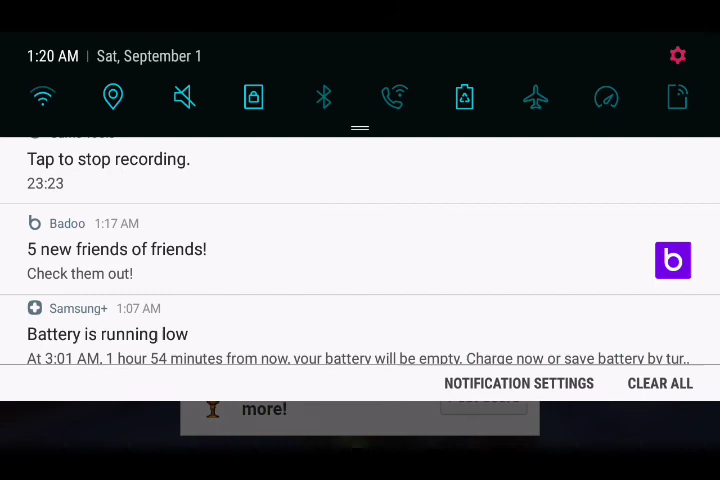 1:20 AM | Sat, September 1
Tap to stop recording.
23:23
Badoo 1:17 AM
5 new friends of friends!
Check them out!
b
Samsung+ 1:07 AM
Battery is running low
At 3:01 AM, 1 hour 54 minutes from now, your battery will be empty. Charge now or save battery by tur..
NOTIFICATION SETTINGS CLEAR ALL
more!